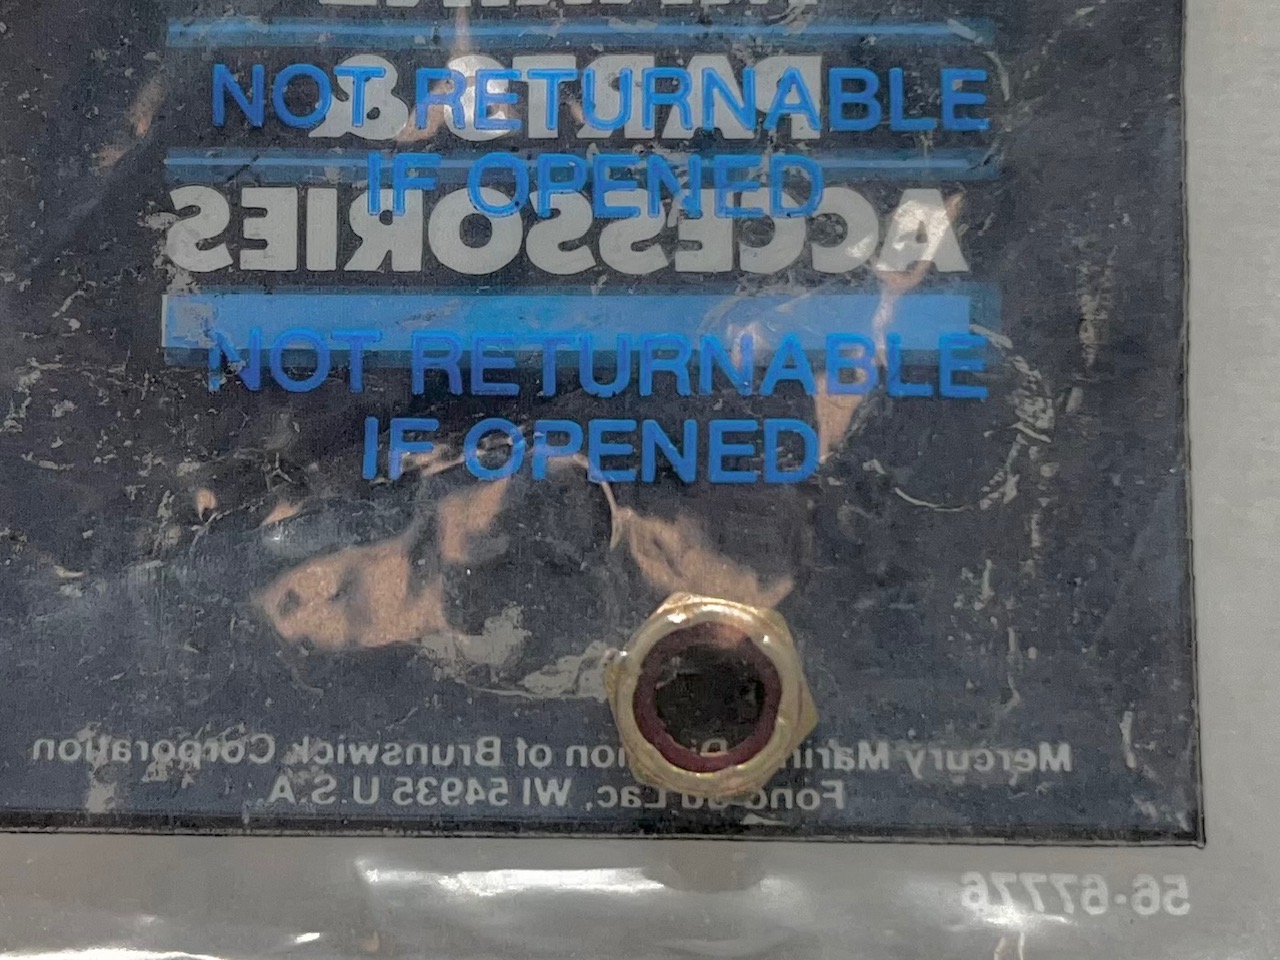 NOT RETURNABLE
PARTS &
IF OPENED
ACCESSORIES
NOT RETURNABLE
IF OPENED
Mercury Marine Division of Brunswick Corporation
Fond du Lac, WI 54935 U.S.A.
56-67776